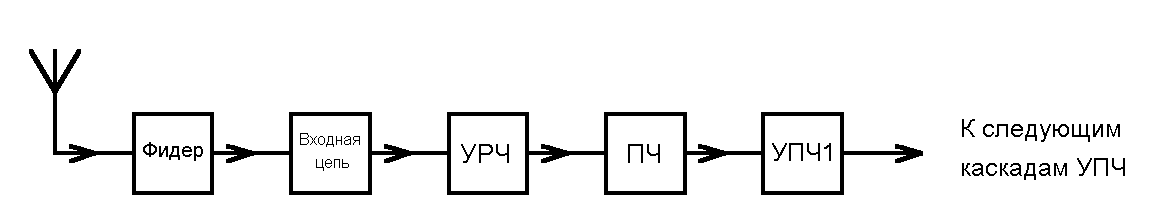 Фидер
Входная
цепь
УРЧ
ПЧ
УПЧ1
К следующим
каскадам УПЧ